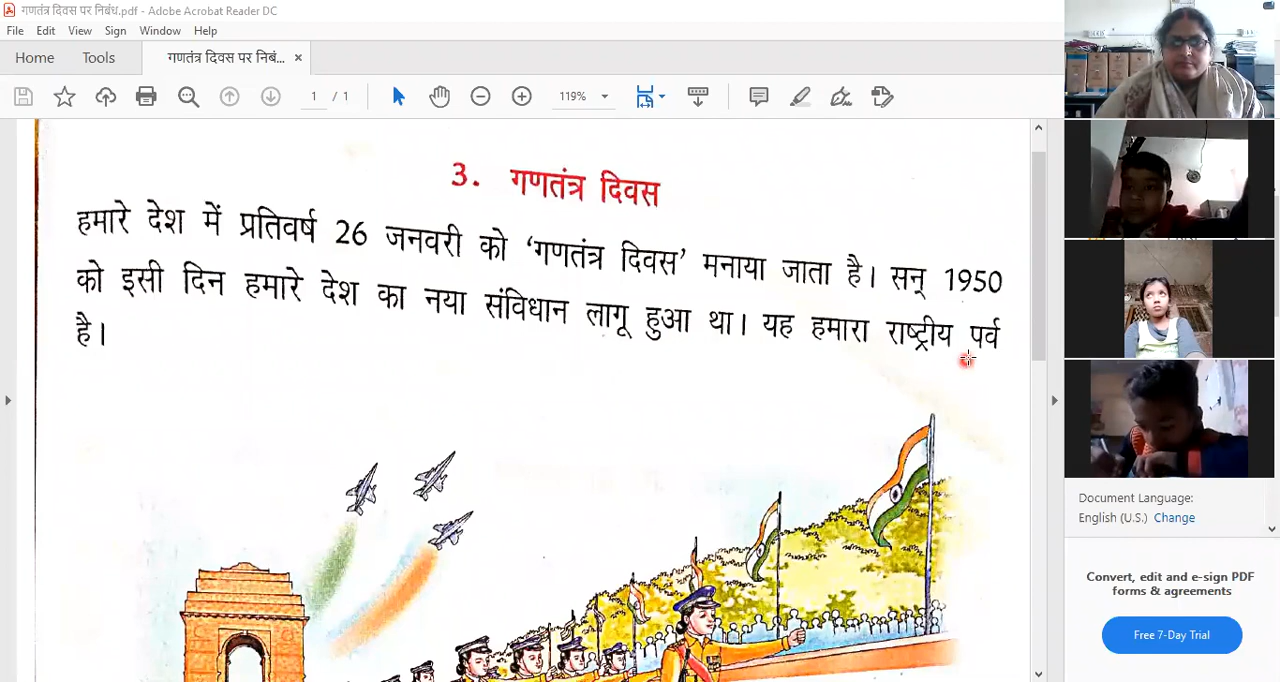 गणतंत्र दिवस पर निबंध.pdf - Adobe Acrobat Reader DC
File Edit View Sign Window Help
Home Tools गणतंत्र दिवस पर निबं... ×
1 / 1 119%
3. गणतंत्र दिवस
हमारे देश में प्रतिवर्ष 26 जनवरी को ‘गणतंत्र दिवस’ मनाया जाता है। सन् 1950
को इसी दिन हमारे देश का नया संविधान लागू हुआ था। यह हमारा राष्ट्रीय पर्व
है।
Document Language:
English (U.S.) Change
Convert, edit and e-sign PDF
forms & agreements
Free 7-Day Trial